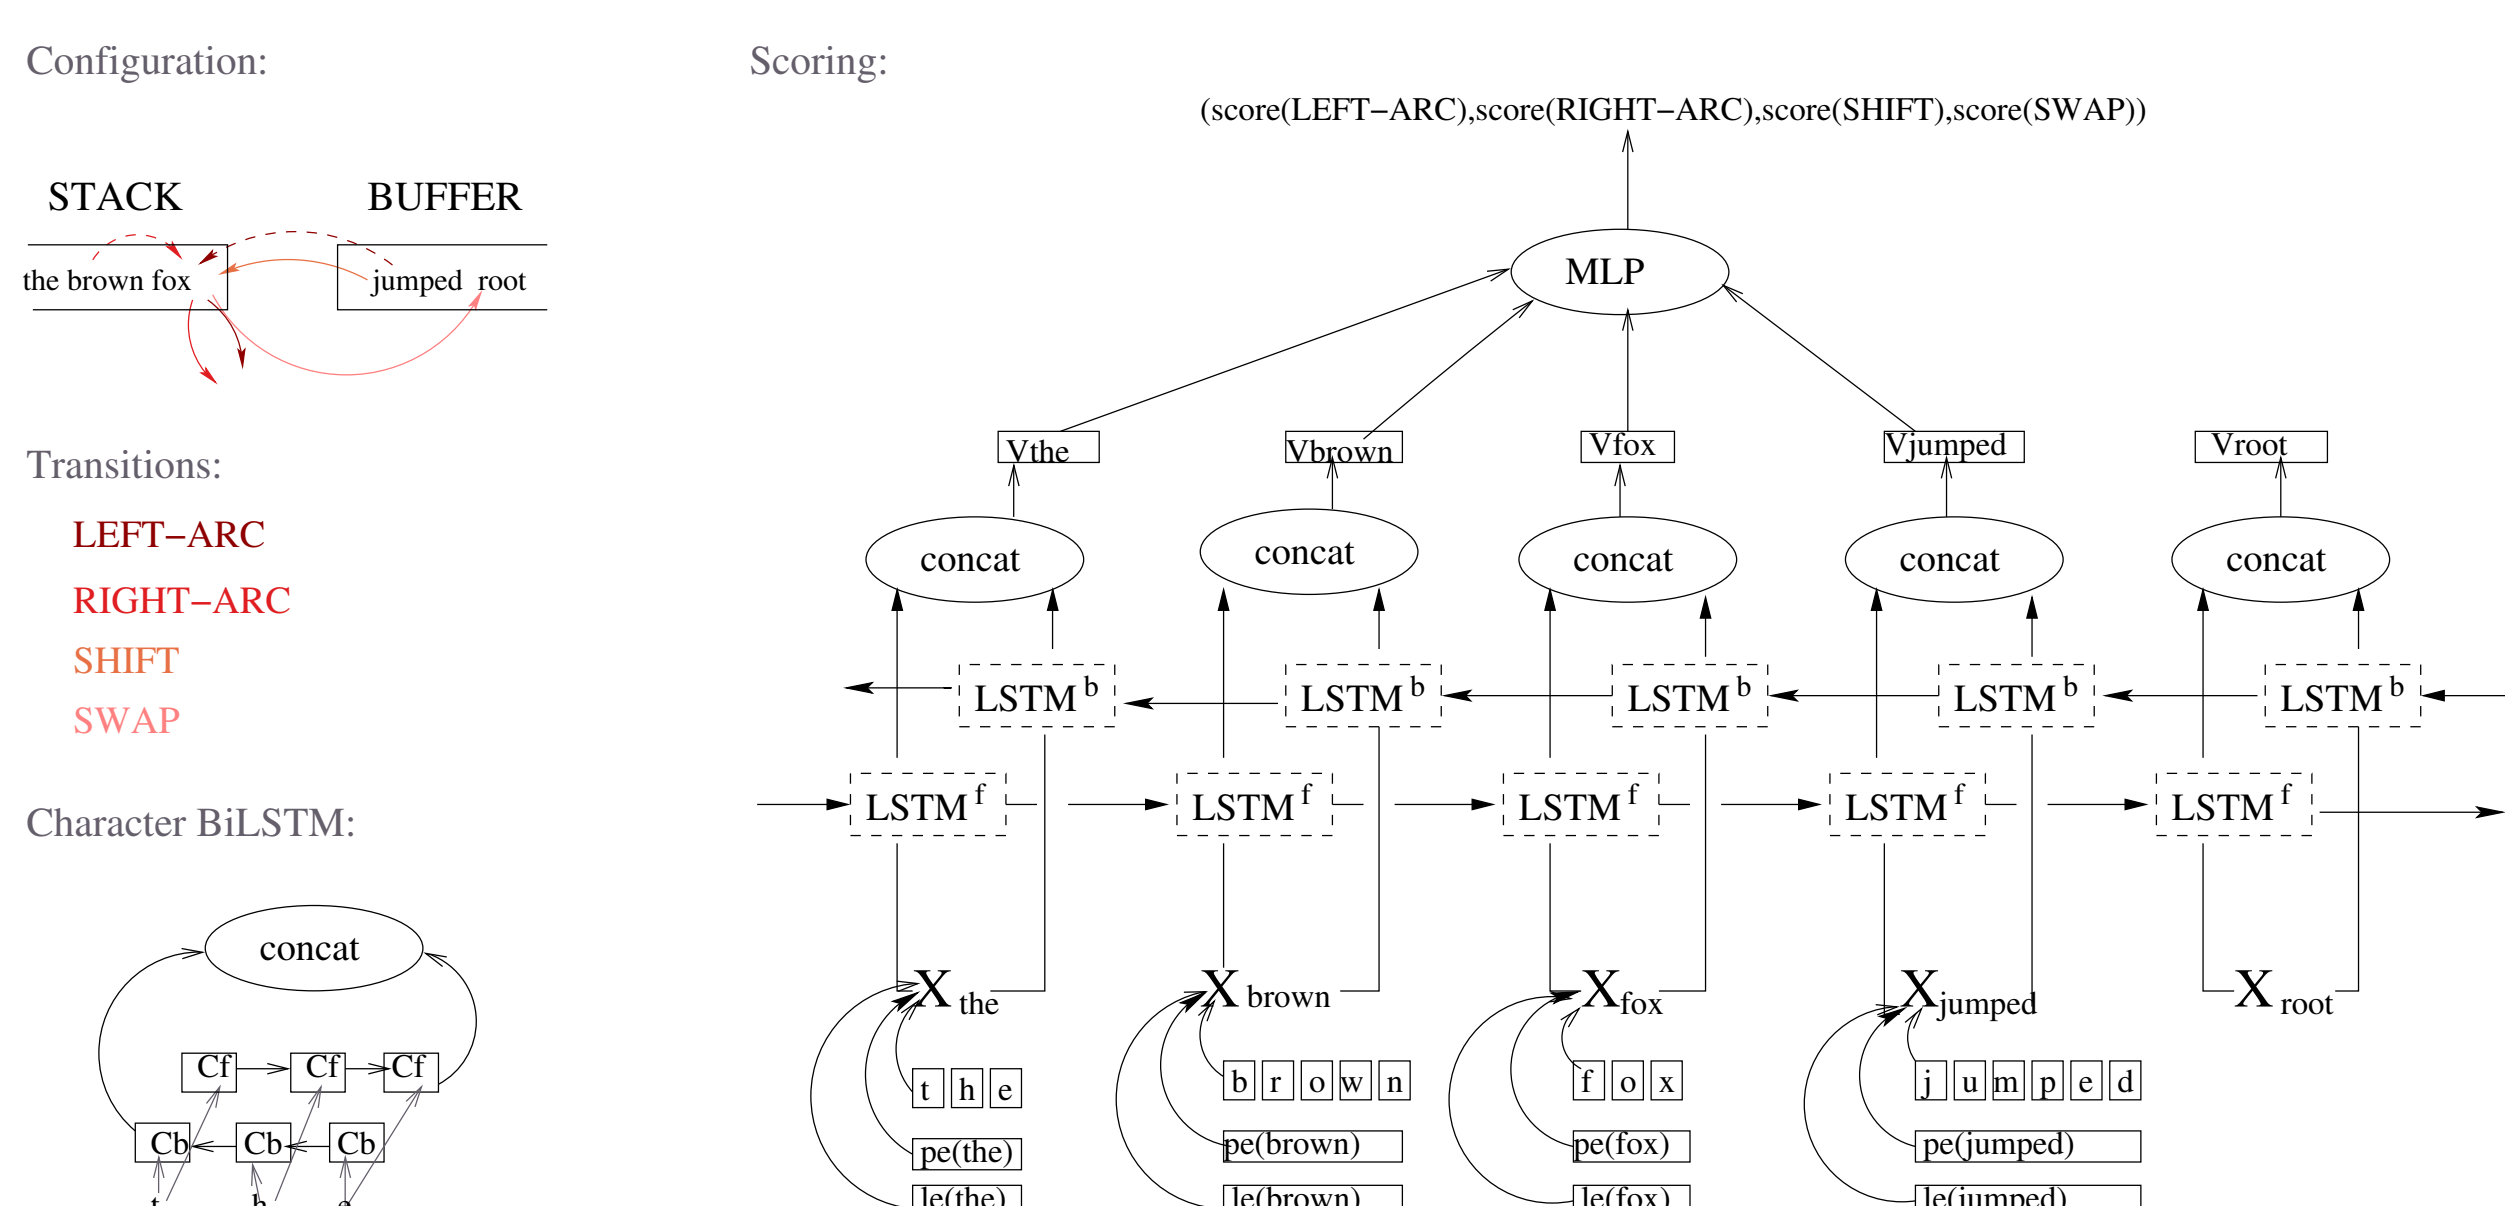 Configuration:
STACK BUFFER
the brown fox jumped root
Transitions:
LEFT−ARC
RIGHT−ARC
SHIFT
SWAP
Character BiLSTM:
concat
Cf Cf Cf
Cb Cb Cb
t h e
Scoring:
(score(LEFT−ARC),score(RIGHT−ARC),score(SHIFT),score(SWAP))
MLP
Vthe Vbrown Vfox Vjumped Vroot
concat concat concat concat concat
LSTM b LSTM b LSTM b LSTM b LSTM b
LSTM f LSTM f LSTM f LSTM f LSTM f
X the X brown X fox X jumped X root
t h e b r o w n f o x j u m p e d
pe(the) pe(brown) pe(fox) pe(jumped)
le(the) le(brown) le(fox) le(jumped)